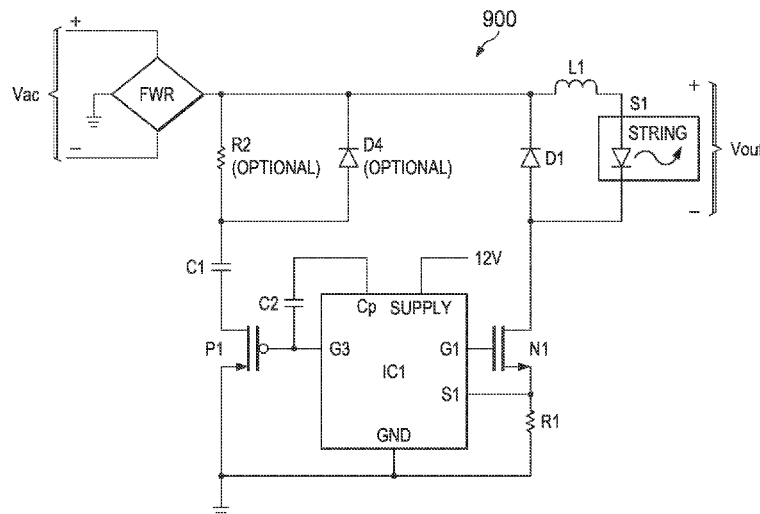 900
+
Vac
FWR
−
R2
(OPTIONAL)
D4
(OPTIONAL)
D1
L1
S1
STRING
+
Vout
−
C1
C2
Cp
SUPPLY
12V
P1
G3
IC1
G1
N1
S1
R1
GND